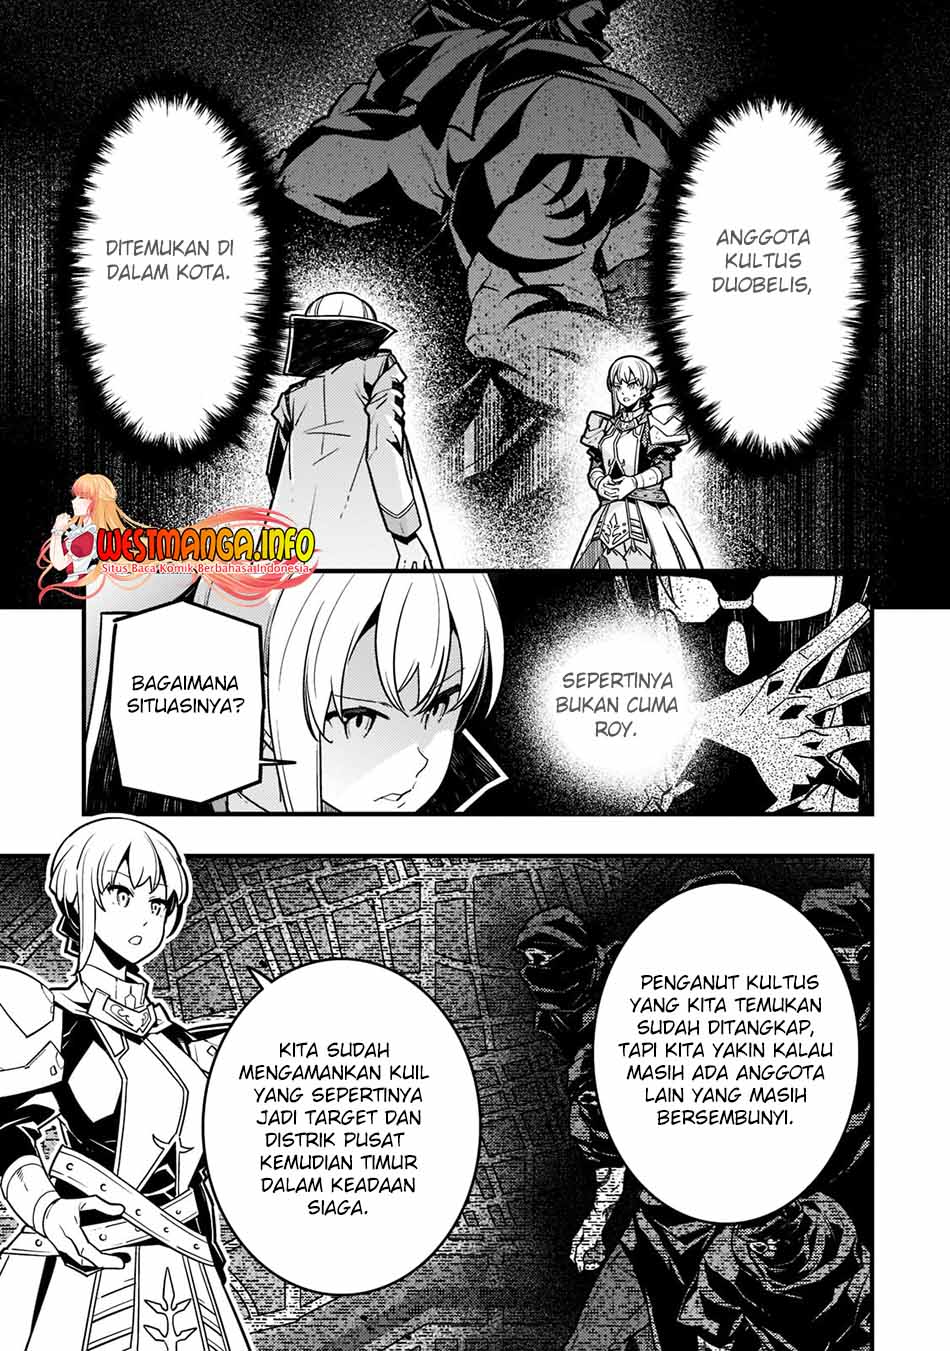 ANGGOTA
KULTUS
DUOBELIS,
DITEMUKAN DI
DALAM KOTA.
WESTMANGA.INFO
Situs Baca Komik Berbahasa Indonesia
SEPERTINYA
BUKAN CUMA
ROY.
BAGAIMANA
SITUASINYA?
PENGANUT KULTUS
YANG KITA TEMUKAN
SUDAH DITANGKAP,
TAPI KITA YAKIN KALAU
MASIH ADA ANGGOTA
LAIN YANG MASIH
BERSEMBUNYI.
KITA SUDAH
MENGAMANKAN KUIL
YANG SEPERTINYA
JADI TARGET DAN
DISTRIK PUSAT
KEMUDIAN TIMUR
DALAM KEADAAN
SIAGA.